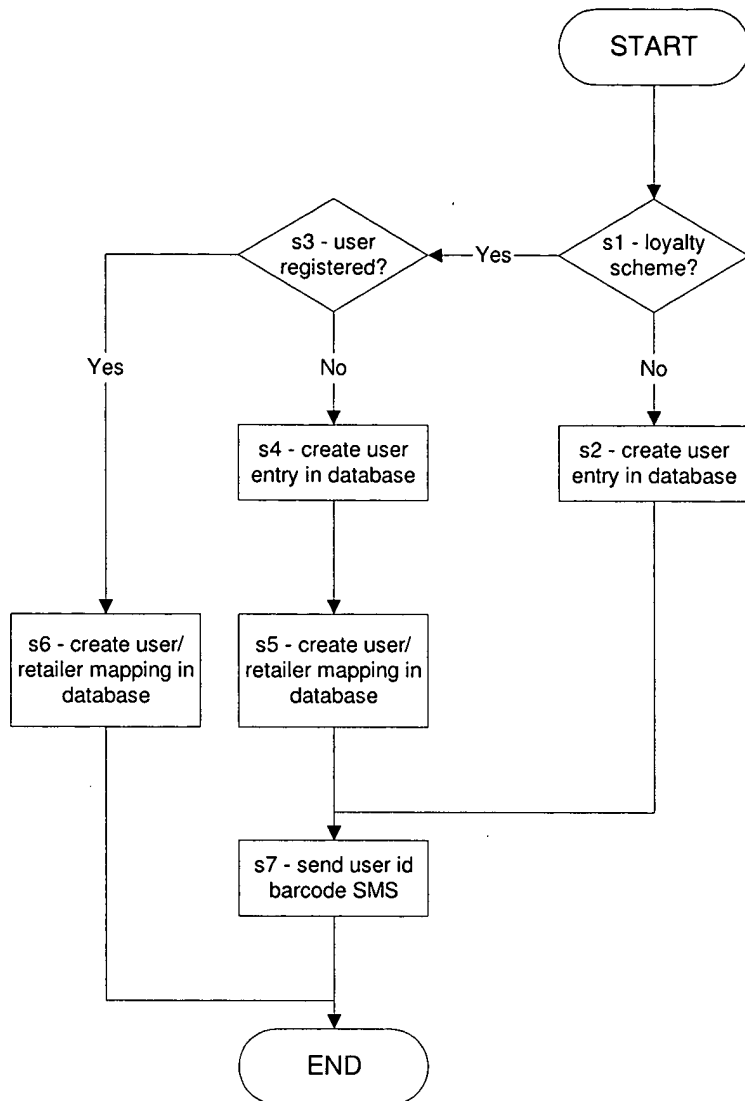 START
s3 - user
registered?
Yes
s1 - loyalty
scheme?
Yes
No
No
s4 - create user
entry in database
s2 - create user
entry in database
s6 - create user/
retailer mapping in
database
s5 - create user/
retailer mapping in
database
s7 - send user id
barcode SMS
END